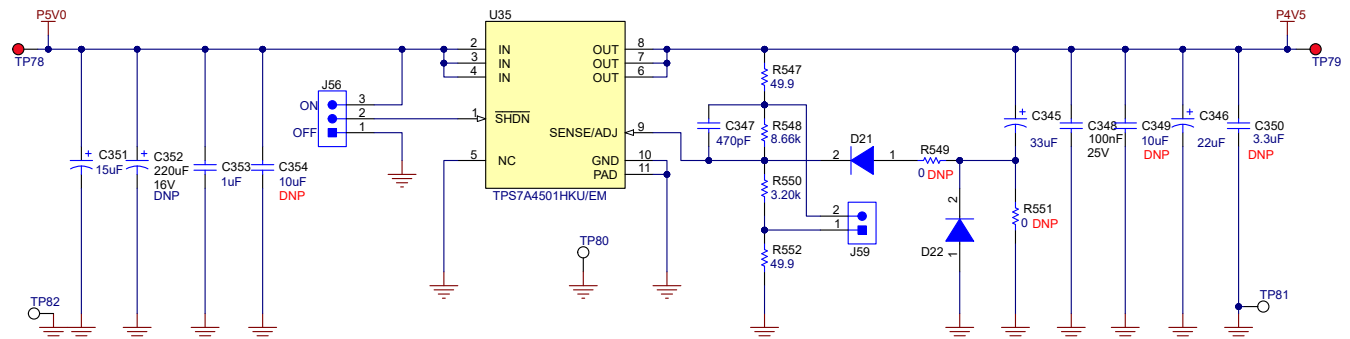 P5V0
TP78
C351
15uF
C352
220uF
16V
DNP
C353
1uF
C354
10uF
DNP
TP82
J56
ON
OFF
3
2
1
U35
2
3
4
1
5
IN
IN
IN
SHDN
NC
OUT
OUT
OUT
SENSE/ADJ
GND
PAD
8
7
6
9
10
11
TPS7A4501HKU/EM
TP80
R547
49.9
C347
470pF
R548
8.66k
R550
3.20k
R552
49.9
D21
2
1
R549
0 DNP
2
1
J59
2
D22
1
R551
0 DNP
C345
33uF
C348
100nF
25V
C349
10uF
DNP
C346
22uF
C350
3.3uF
DNP
P4V5
TP79
TP81